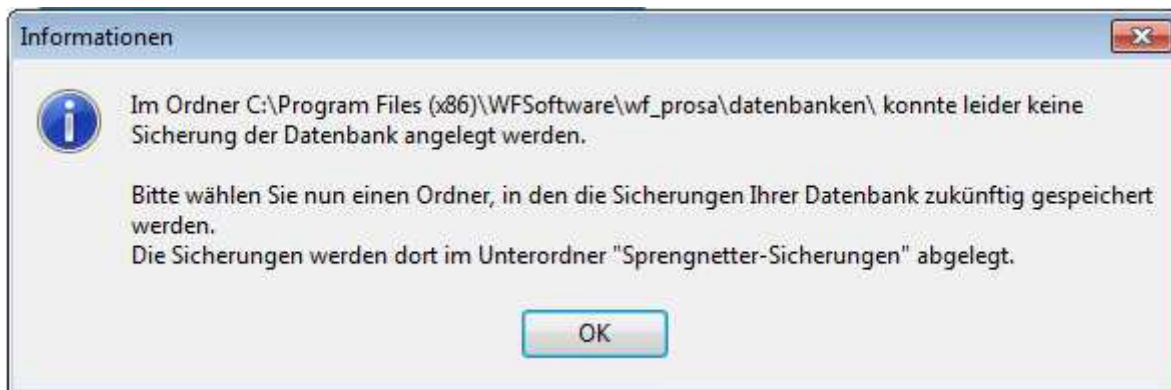 Informationen
Im Ordner C:\Program Files (x86)\WFSoftware\wf_prosa\datenbanken\ konnte leider keine
Sicherung der Datenbank angelegt werden.
Bitte wählen Sie nun einen Ordner, in den die Sicherungen Ihrer Datenbank zukünftig gespeichert
werden.
Die Sicherungen werden dort im Unterordner "Sprengnetter-Sicherungen" abgelegt.
OK